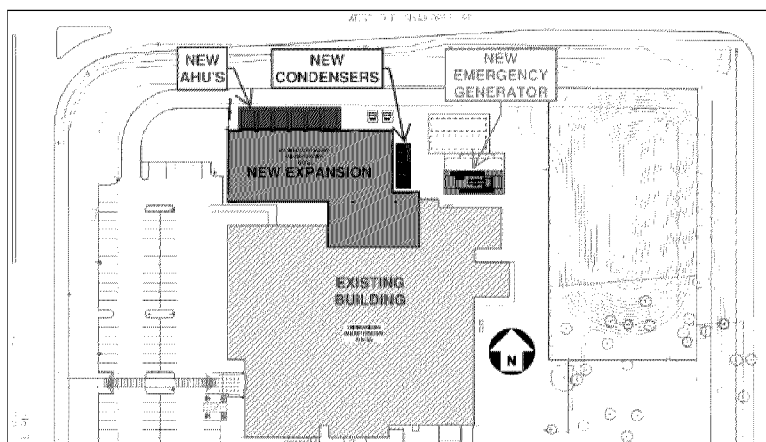 NEW
AHU'S
NEW
CONDENSERS
NEW
EMERGENCY
GENERATOR
NEW EXPANSION
EXISTING
BUILDING
N